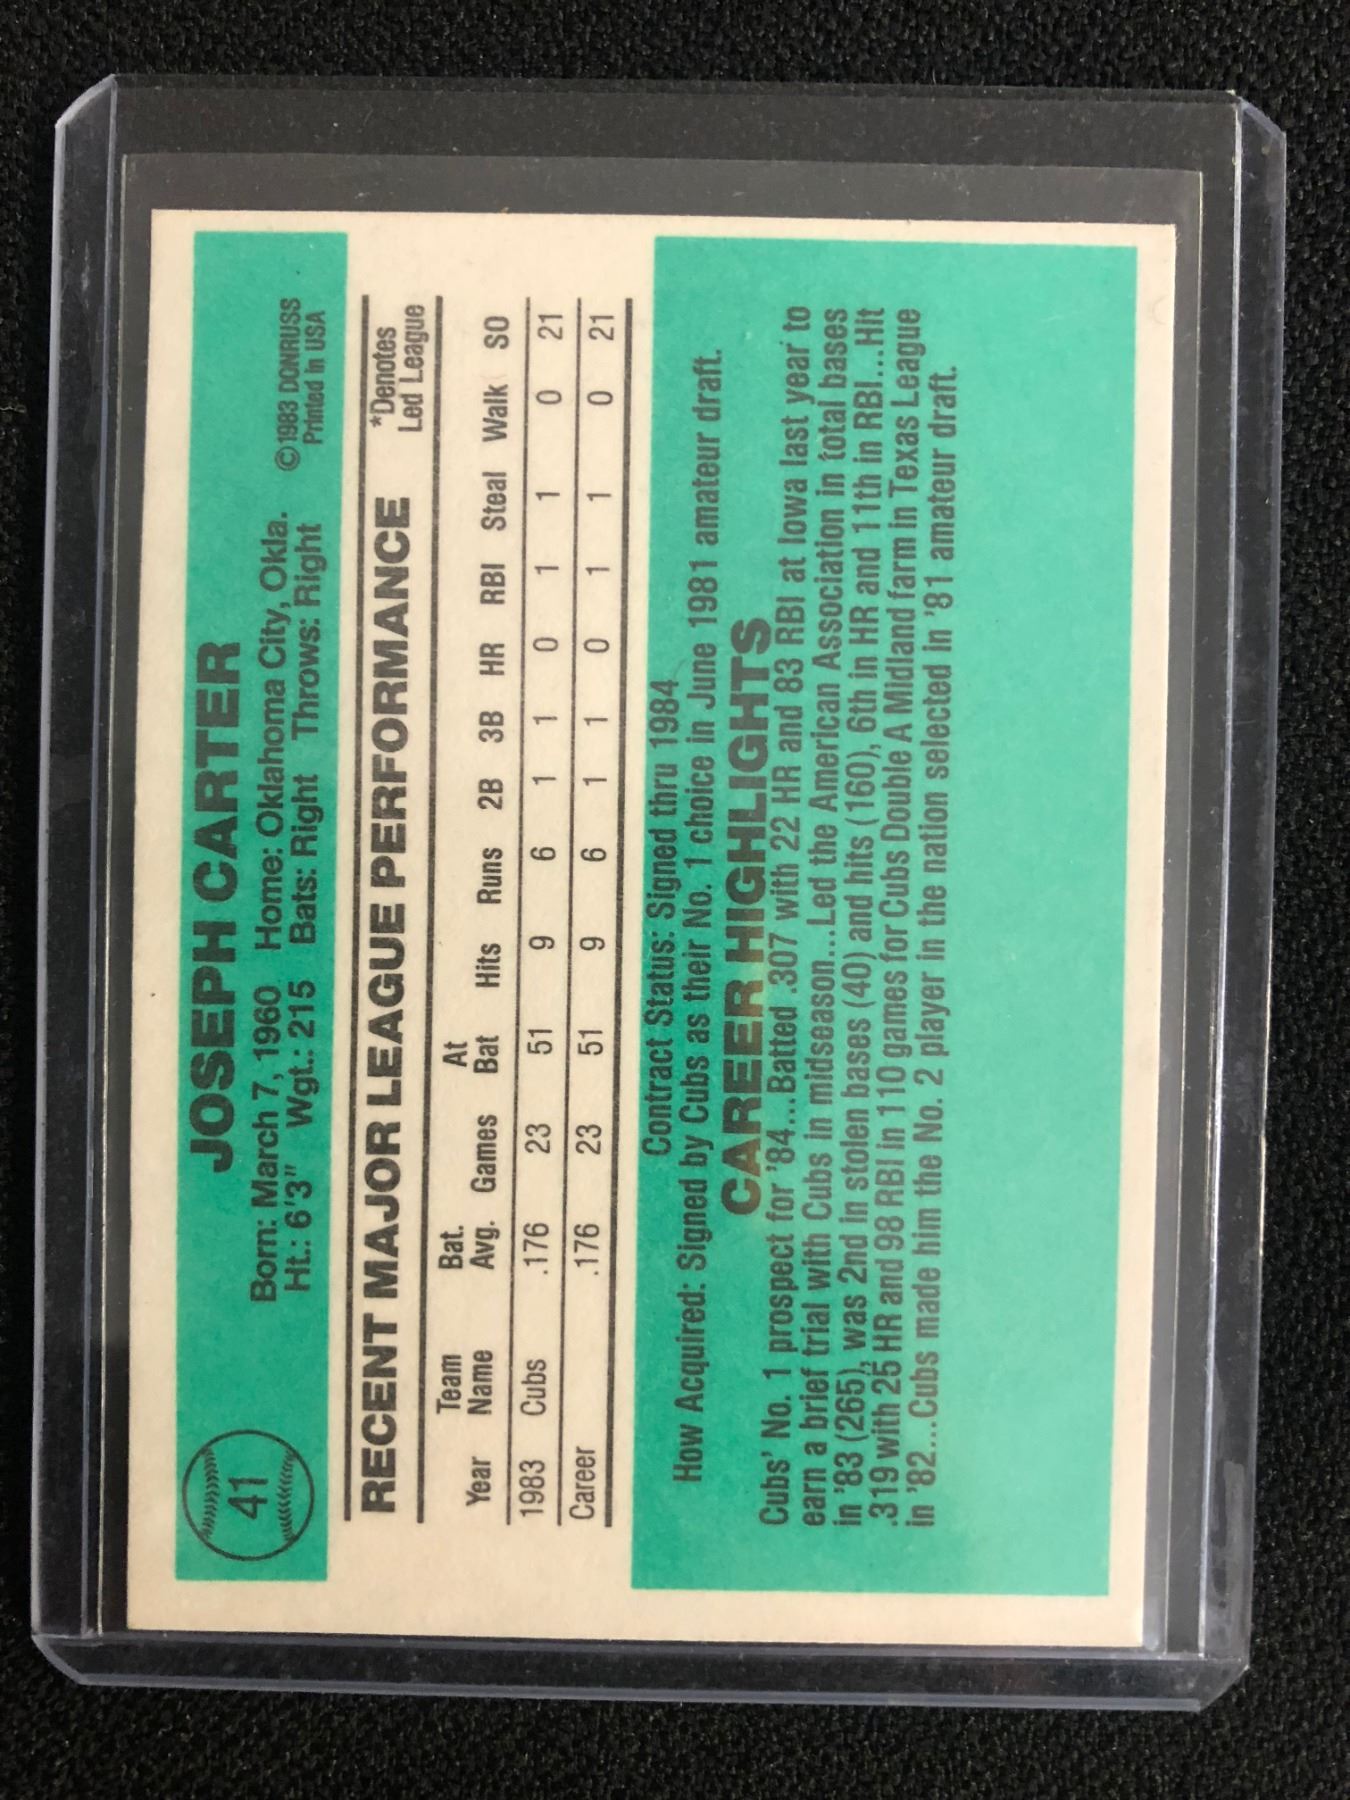 41
JOSEPH CARTER
©1983 DONRUSS
Printed in USA
Born: March 7, 1960 Home: Oklahoma City, Okla.
Ht.: 6'3" Wgt.: 215 Bats: Right Throws: Right
RECENT MAJOR LEAGUE PERFORMANCE
*Denotes
Led League
Year Team Name Bat. Avg. Games At Bat Hits Runs 2B 3B HR RBI Steal Walk SO
1983 Cubs .176 23 51 9 6 1 1 0 1 1 0 21
Career .176 23 51 9 6 1 1 0 1 1 0 21
Contract Status: Signed thru 1984
How Acquired: Signed by Cubs as their No. 1 choice in June 1981 amateur draft.
CAREER HIGHLIGHTS
Cubs' No. 1 prospect for '84...Batted .307 with 22 HR and 83 RBI at Iowa last year to
earn a brief trial with Cubs in midseason...Led the American Association in total bases
in '83 (265), was 2nd in stolen bases (40) and hits (160), 6th in HR and 11th in RBI...Hit
.319 with 25 HR and 98 RBI in 110 games for Cubs Double A Midland farm in Texas League
in '82...Cubs made him the No. 2 player in the nation selected in '81 amateur draft.